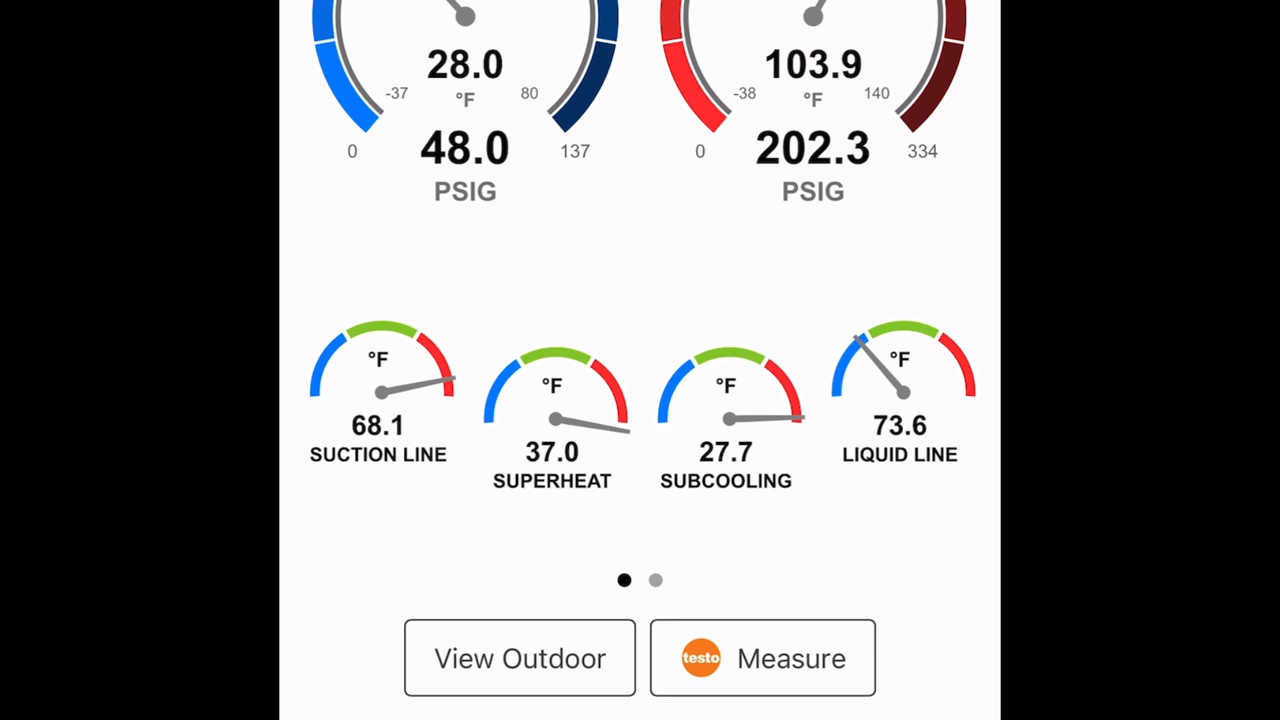 28.0 103.9
-37 °F 80 -38 °F 140
0 48.0 137 0 202.3 334
PSIG PSIG
°F °F °F °F
68.1 37.0 27.7 73.6
SUCTION LINE SUPERHEAT SUBCOOLING LIQUID LINE
View Outdoor testo Measure